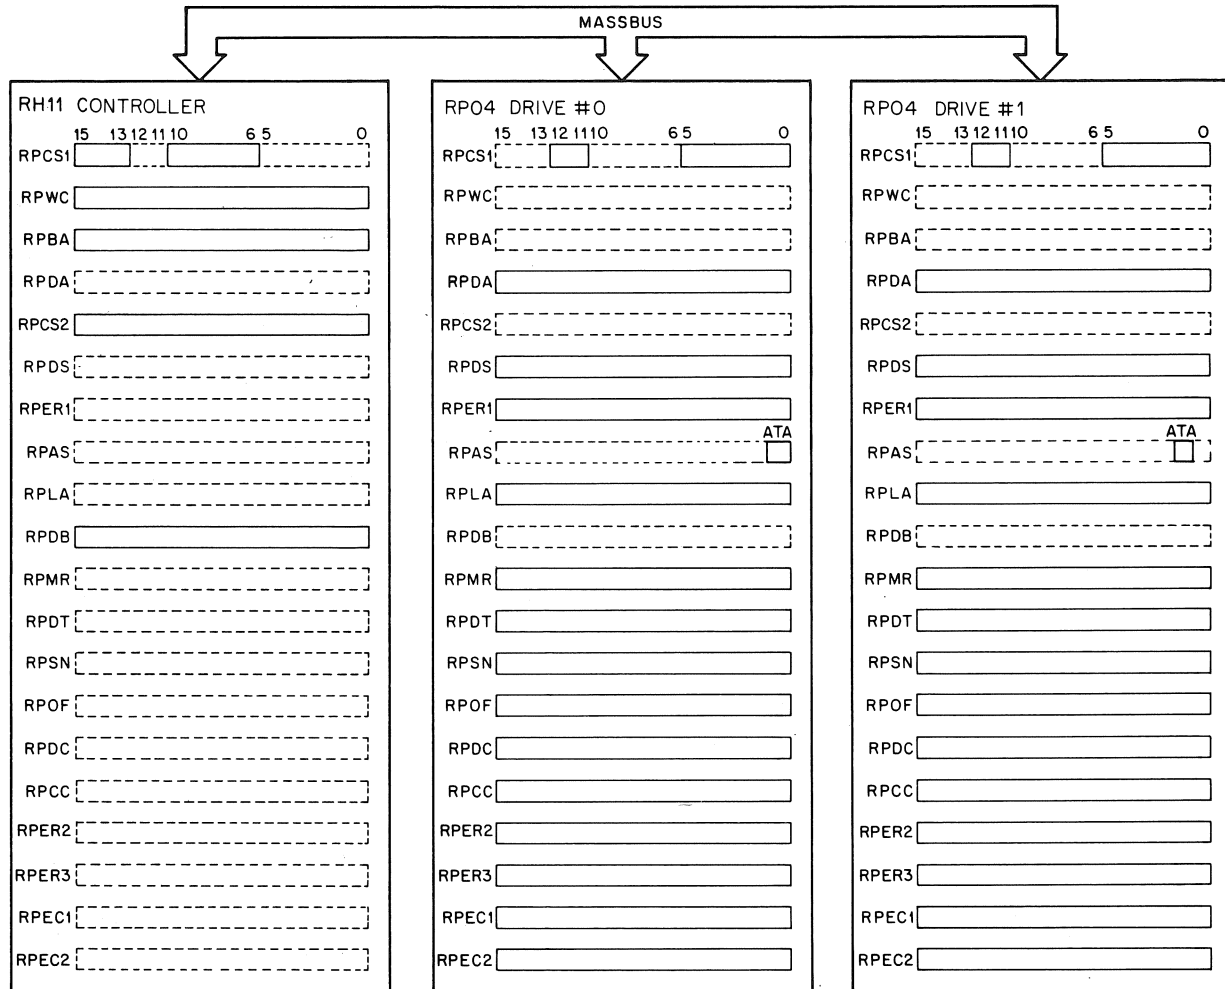 MASSBUS
RH11 CONTROLLER
15 13 12 11 10 6 5 0
RPCS1
RPWC
RPBA
RPDA
RPCS2
RPDS
RPER1
RPAS
RPLA
RPDB
RPMR
RPDT
RPSN
RPOF
RPDC
RPCC
RPER2
RPER3
RPEC1
RPEC2
RPO4 DRIVE #0
15 13 12 11 10 6 5 0
RPCS1
RPWC
RPBA
RPDA
RPCS2
RPDS
RPER1
ATA
RPAS
RPLA
RPDB
RPMR
RPDT
RPSN
RPOF
RPDC
RPCC
RPER2
RPER3
RPEC1
RPEC2
RPO4 DRIVE #1
15 13 12 11 10 6 5 0
RPCS1
RPWC
RPBA
RPDA
RPCS2
RPDS
RPER1
ATA
RPAS
RPLA
RPDB
RPMR
RPDT
RPSN
RPOF
RPDC
RPCC
RPER2
RPER3
RPEC1
RPEC2